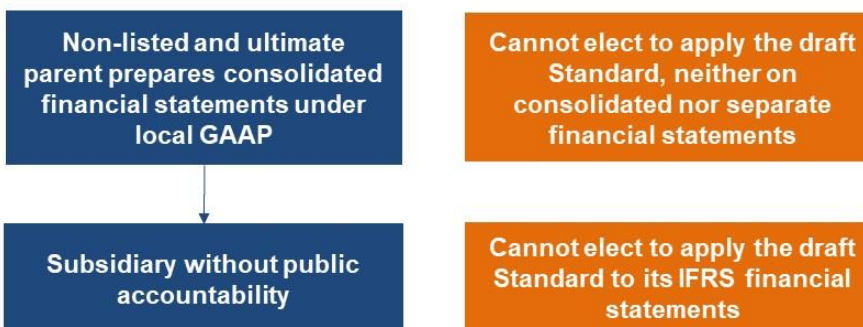 Non-listed and ultimate
parent prepares consolidated
financial statements under
local GAAP
Cannot elect to apply the draft
Standard, neither on
consolidated nor separate
financial statements
Subsidiary without public
accountability
Cannot elect to apply the draft
Standard to its IFRS financial
statements